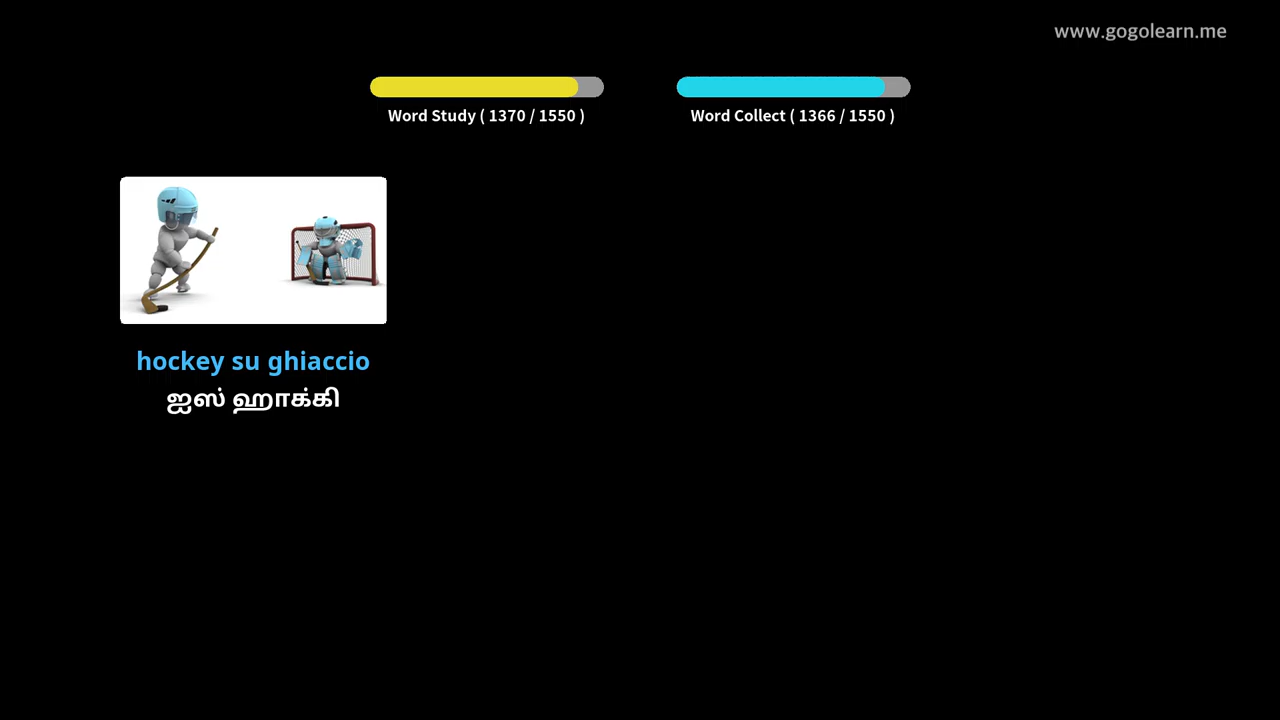 www.gogolearn.me
Word Study ( 1370 / 1550 )
Word Collect ( 1366 / 1550 )
hockey su ghiaccio
ஐஸ் ஹாக்கி